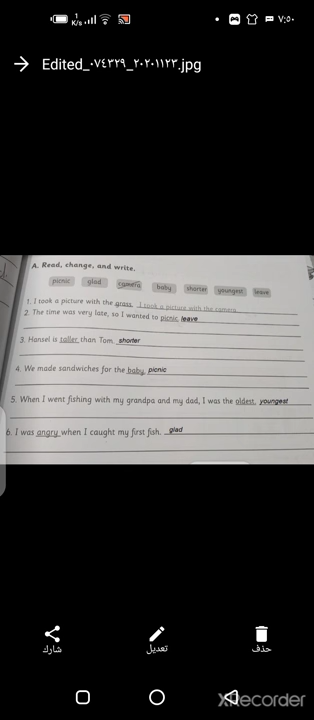 1 K/s
٧:٥٠
Edited_٠٧٤٣٢٩_٢٠٢٠١١٢٣.jpg
A. Read, change, and write.
picnic glad camera baby shorter youngest leave
1. I took a picture with the grass. I took a picture with the camera.
2. The time was very late, so I wanted to picnic. leave
3. Hansel is taller than Tom. shorter
4. We made sandwiches for the baby. picnic
5. When I went fishing with my grandpa and my dad, I was the oldest. youngest
6. I was angry when I caught my first fish. glad
شارك تعديل حذف
XRecorder